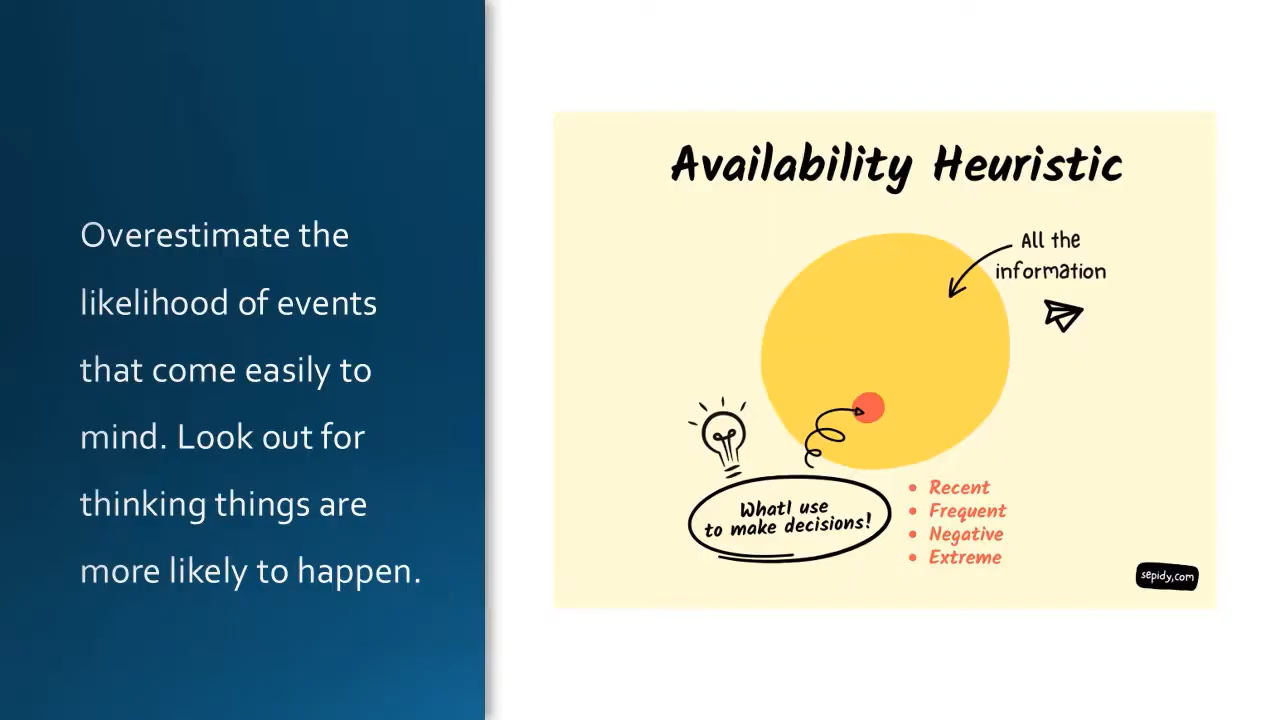 Overestimate the
likelihood of events
that come easily to
mind. Look out for
thinking things are
more likely to happen.
Availability Heuristic
All the
information
WhatI use
to make decisions!
• Recent
• Frequent
• Negative
• Extreme
sepidy,com